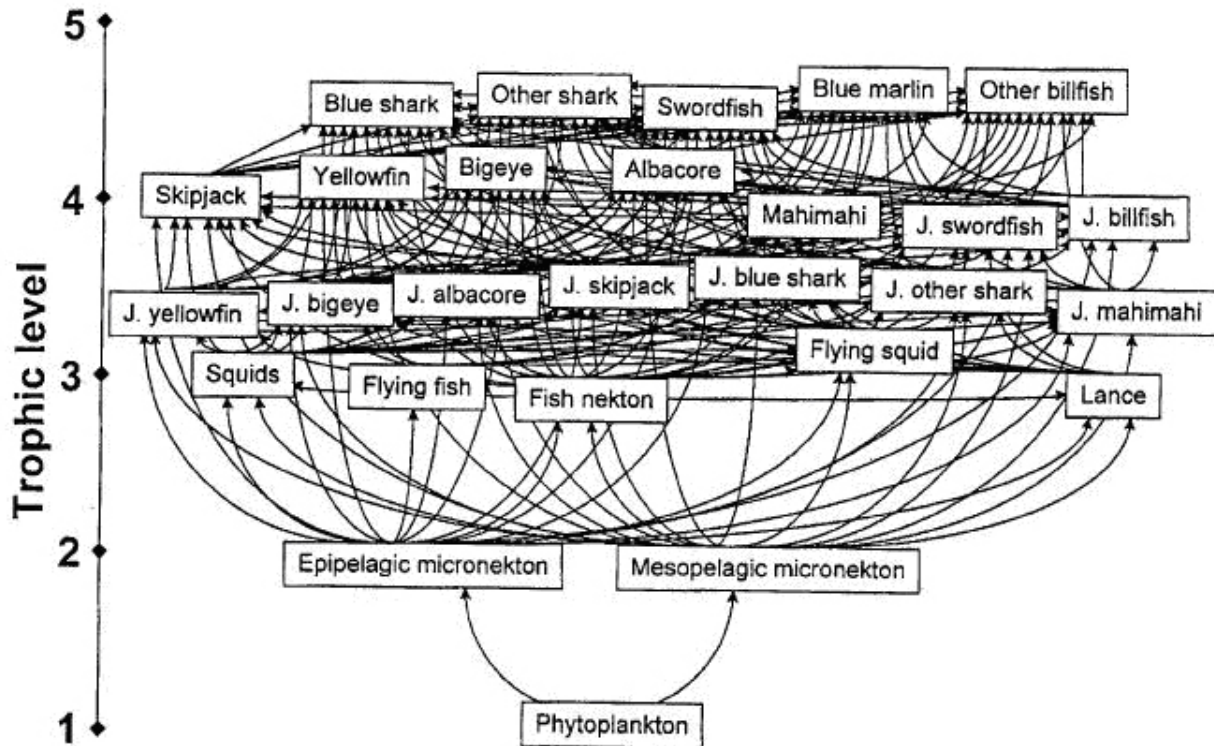 5
Blue shark
Other shark
Swordfish
Blue marlin
Other billfish
4
Skipjack
Yellowfin
Bigeye
Albacore
Mahimahi
J. swordfish
J. billfish
J. yellowfin
J. bigeye
J. albacore
J. skipjack
J. blue shark
J. other shark
J. mahimahi
Trophic level
3
Squids
Flying fish
Fish nekton
Flying squid
Lance
2
Epipelagic micronekton
Mesopelagic micronekton
1
Phytoplankton